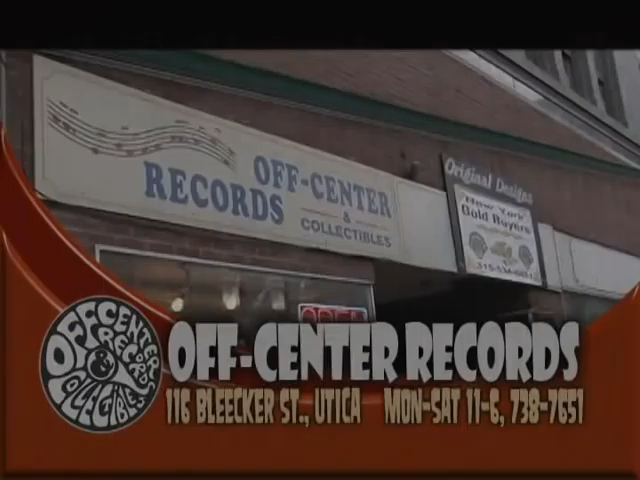 OFF-CENTER
RECORDS
&
COLLECTIBLES
Original Designs
New York
Gold Buyers
OPEN
OFF CENTER
RECORDS
&
COLLECTIBLES
OFF-CENTER RECORDS
116 BLEECKER ST., UTICA MON-SAT 11-6, 738-7651